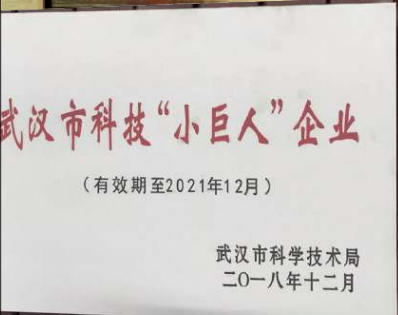 武汉市科技“小巨人”企业
（有效期至2021年12月）
武汉市科学技术局
二〇一八年十二月